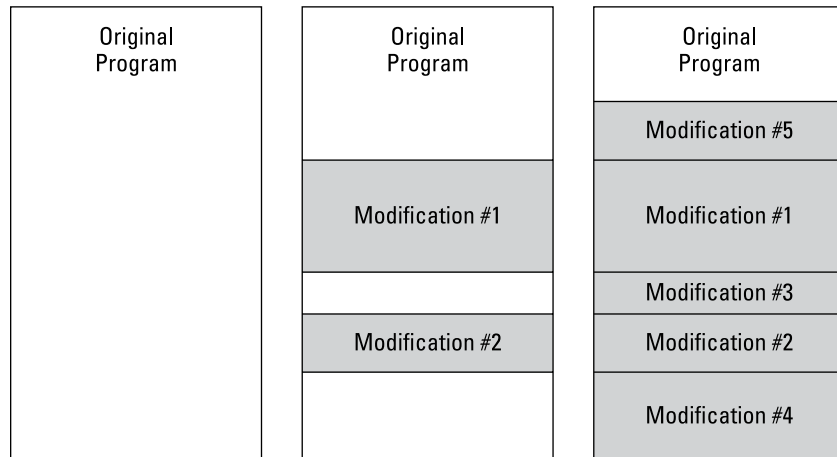 Original
Program
Original
Program
Modification #1
Modification #2
Original
Program
Modification #5
Modification #1
Modification #3
Modification #2
Modification #4